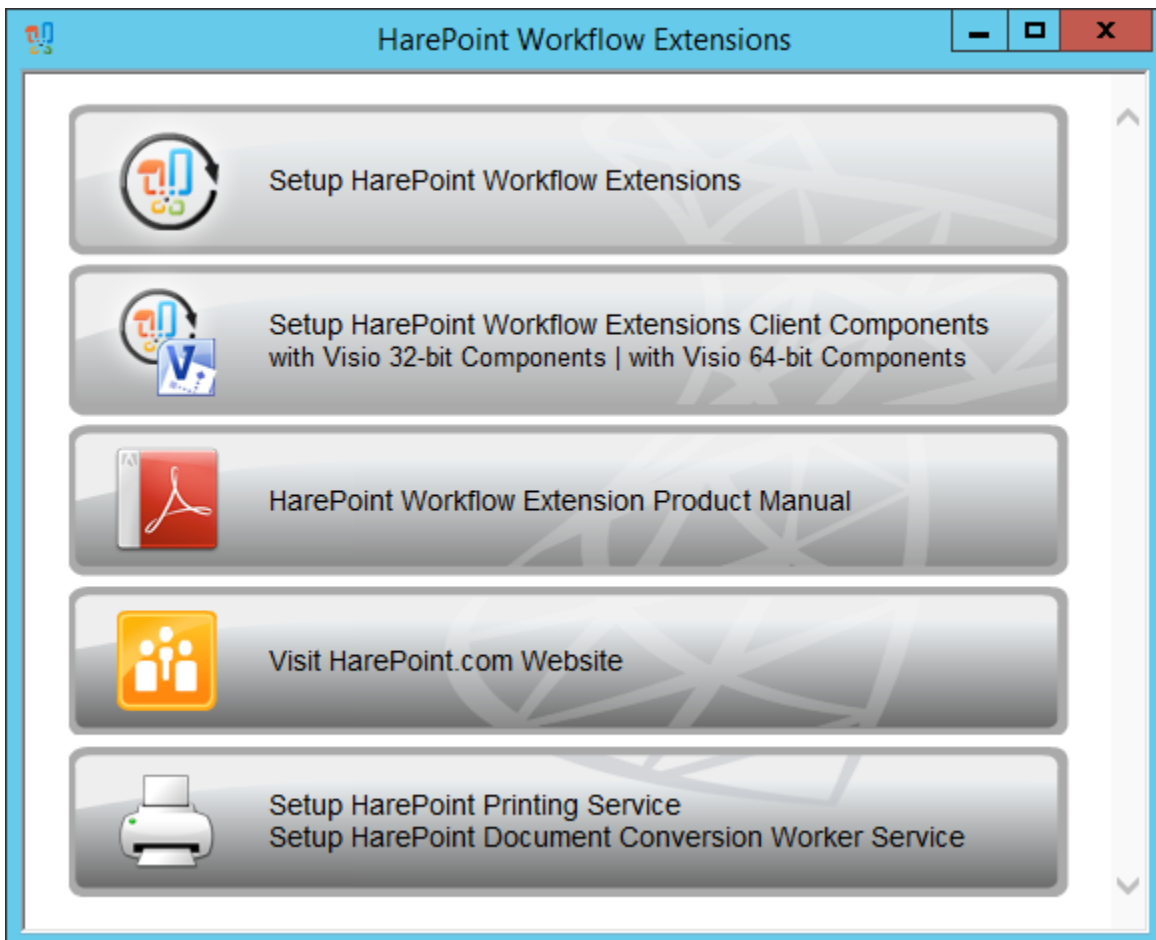 HarePoint Workflow Extensions
Setup HarePoint Workflow Extensions
Setup HarePoint Workflow Extensions Client Components
with Visio 32-bit Components | with Visio 64-bit Components
HarePoint Workflow Extension Product Manual
Visit HarePoint.com Website
Setup HarePoint Printing Service
Setup HarePoint Document Conversion Worker Service